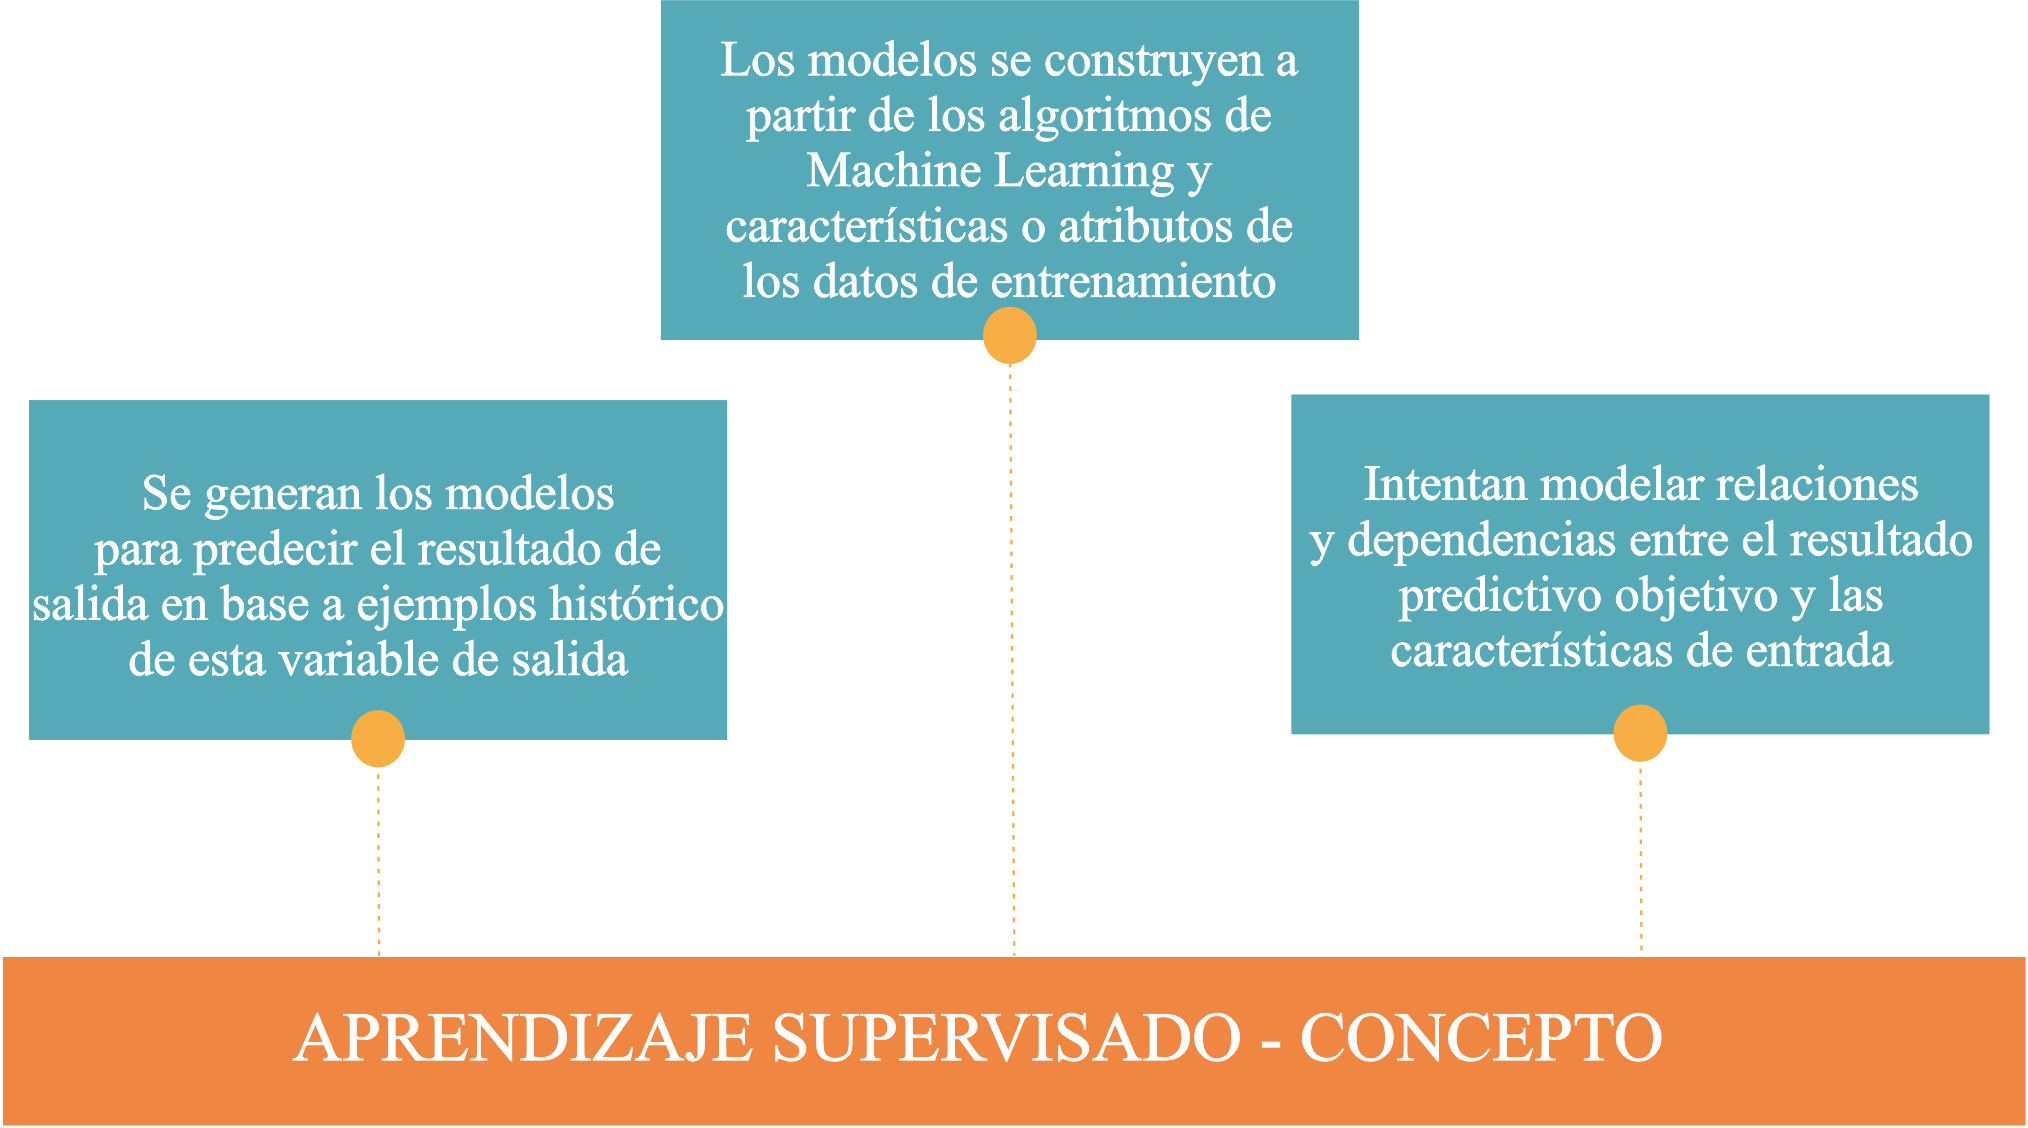 Los modelos se construyen a
partir de los algoritmos de
Machine Learning y
características o atributos de
los datos de entrenamiento
Se generan los modelos
para predecir el resultado de
salida en base a ejemplos histórico
de esta variable de salida
Intentan modelar relaciones
y dependencias entre el resultado
predictivo objetivo y las
características de entrada
APRENDIZAJE SUPERVISADO - CONCEPTO